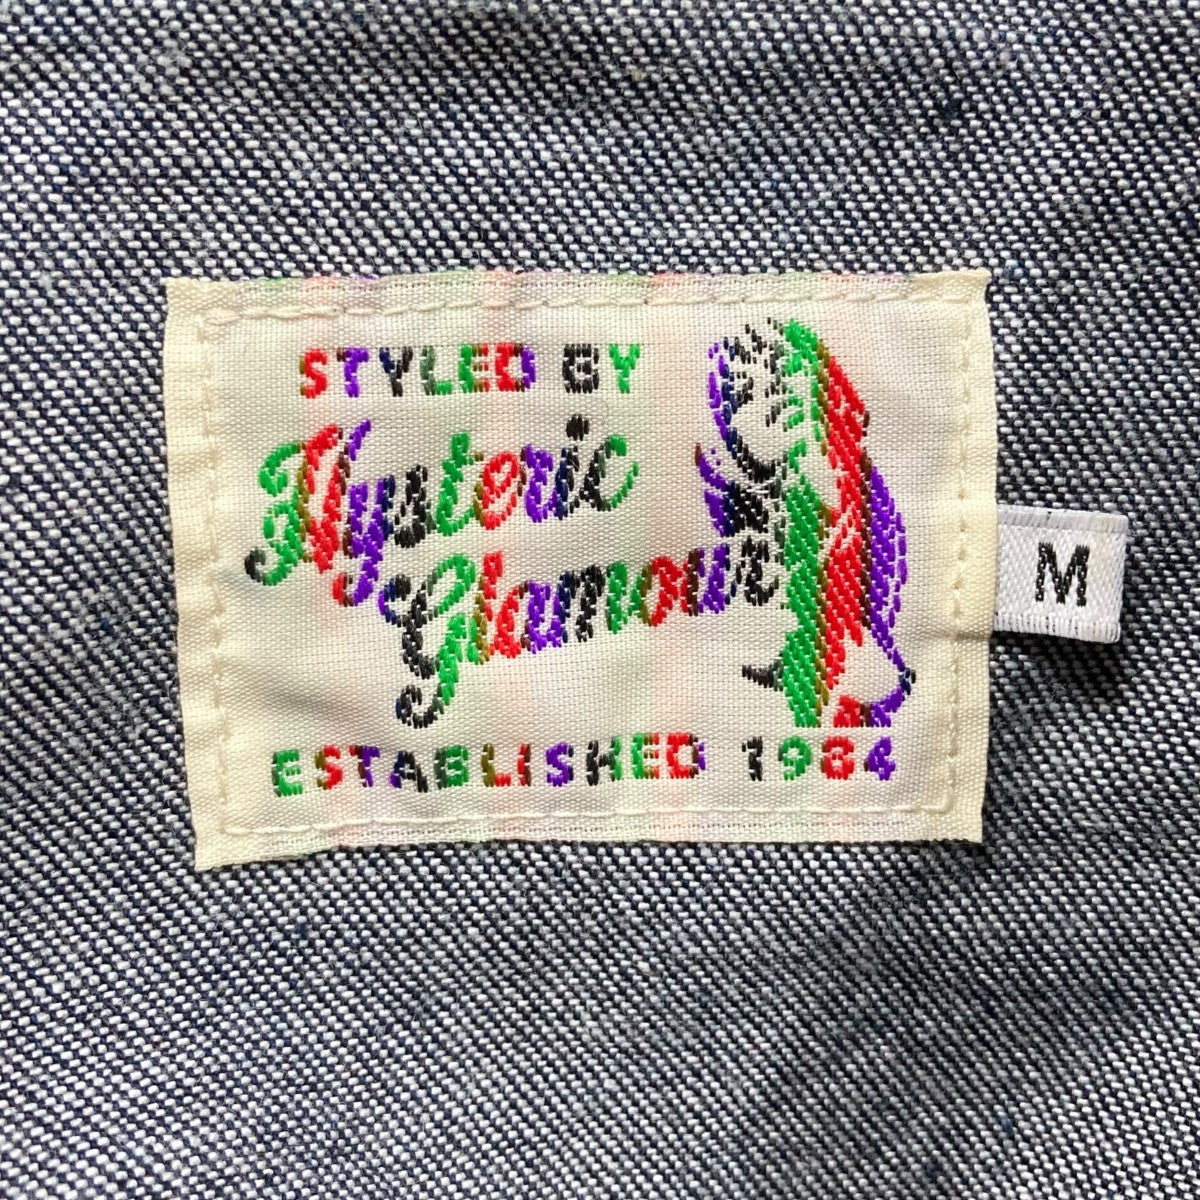 STYLED BY
Hysteric
Glamour
ESTABLISHED 1984
M